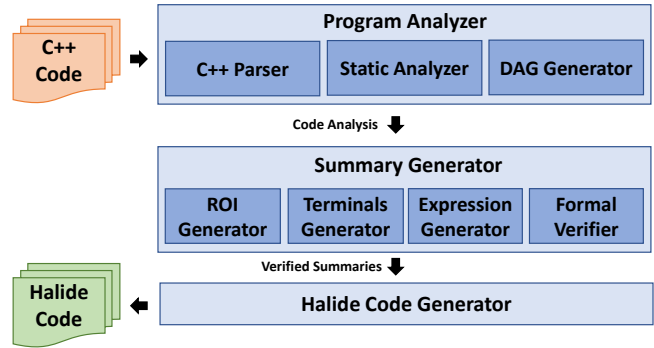 C++
Code
Program Analyzer
C++ Parser
Static Analyzer
DAG Generator
Code Analysis
Summary Generator
ROI
Generator
Terminals
Generator
Expression
Generator
Formal
Verifier
Verified Summaries
Halide
Code
Halide Code Generator